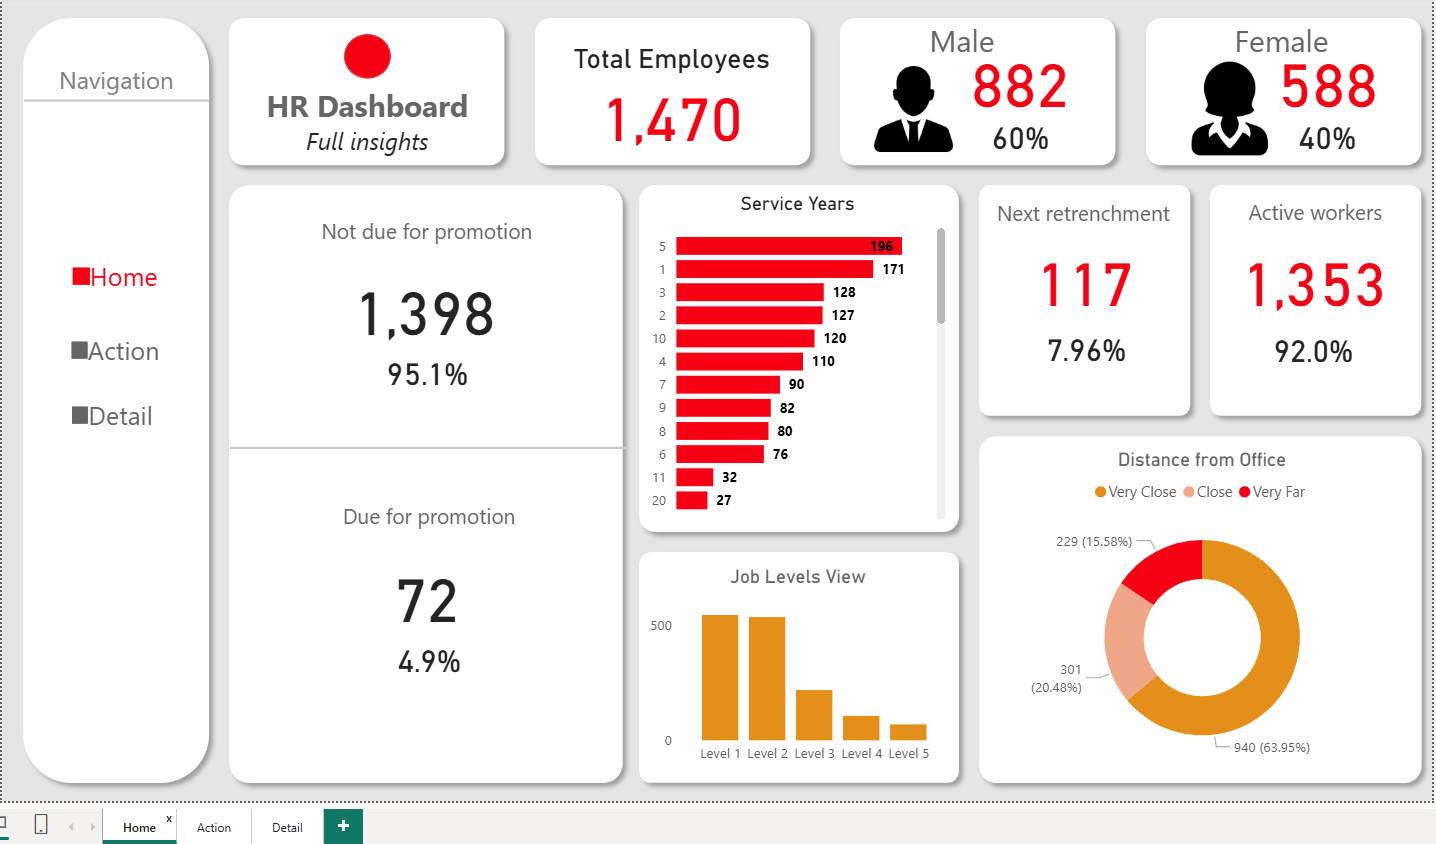 Navigation
Home
Action
Detail
HR Dashboard
Full insights
Total Employees
1,470
Male
882
60%
Female
588
40%
Not due for promotion
1,398
95.1%
Due for promotion
72
4.9%
Service Years
5 196
1 171
3 128
2 127
10 120
4 110
7 90
9 82
8 80
6 76
11 32
20 27
Job Levels View
500
0
Level 1 Level 2 Level 3 Level 4 Level 5
Next retrenchment
117
7.96%
Active workers
1,353
92.0%
Distance from Office
Very Close Close Very Far
229 (15.58%)
301
(20.48%)
940 (63.95%)
Home x Action Detail +